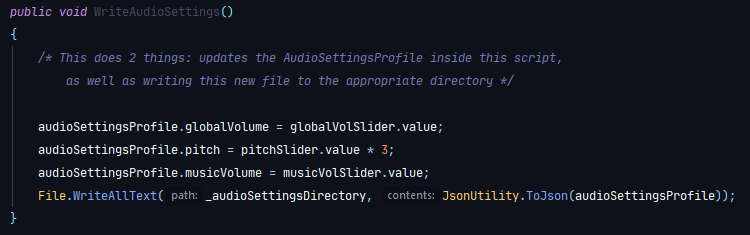 public void WriteAudioSettings()
{
/* This does 2 things: updates the AudioSettingsProfile inside this script,
as well as writing this new file to the appropriate directory */
audioSettingsProfile.globalVolume = globalVolSlider.value;
audioSettingsProfile.pitch = pitchSlider.value * 3;
audioSettingsProfile.musicVolume = musicVolSlider.value;
File.WriteAllText( path: _audioSettingsDirectory, contents: JsonUtility.ToJson(audioSettingsProfile));
}